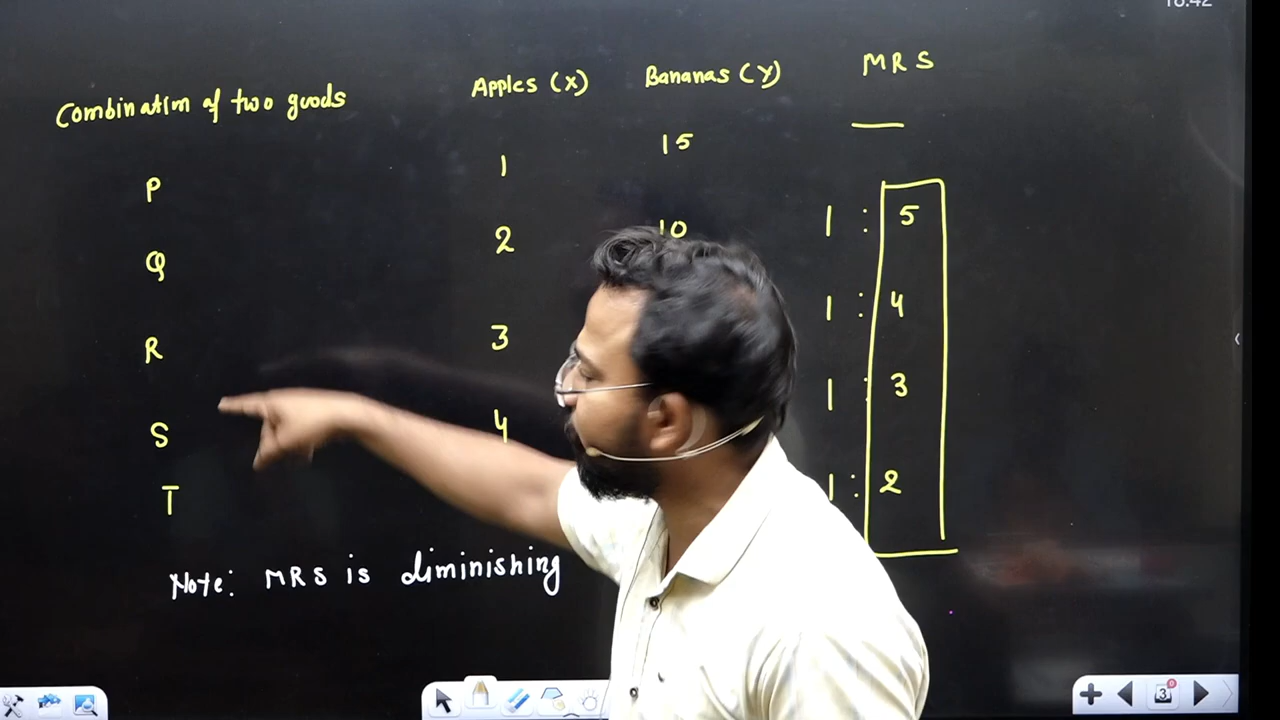 Combination of two goods Apples (X) Bananas (Y) MRS
P 1 15
Q 2 10 1 : 5
R 3 1 : 4
S 4 1 : 3
T 1 : 2
Note: MRS is diminishing
3